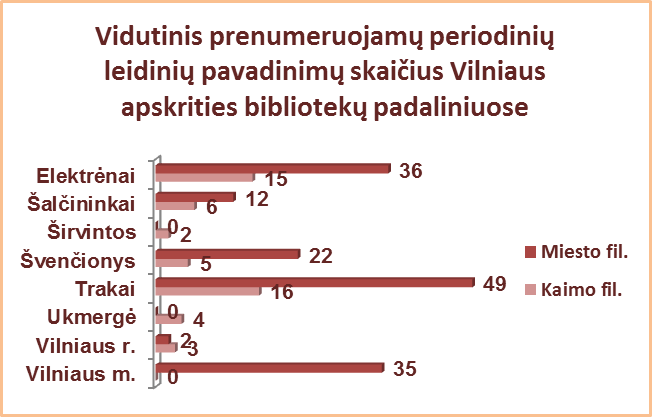 Vidutinis prenumeruojamų periodinių
leidinių pavadinimų skaičius Vilniaus
apskrities bibliotekų padaliniuose
Elektrėnai 36
15
Šalčininkai 12
6
Širvintos 0
2
Švenčionys 22
5
Trakai 49
16
Ukmergė 0
4
Vilniaus r. 2
3
Vilniaus m. 35
0
Miesto fil.
Kaimo fil.